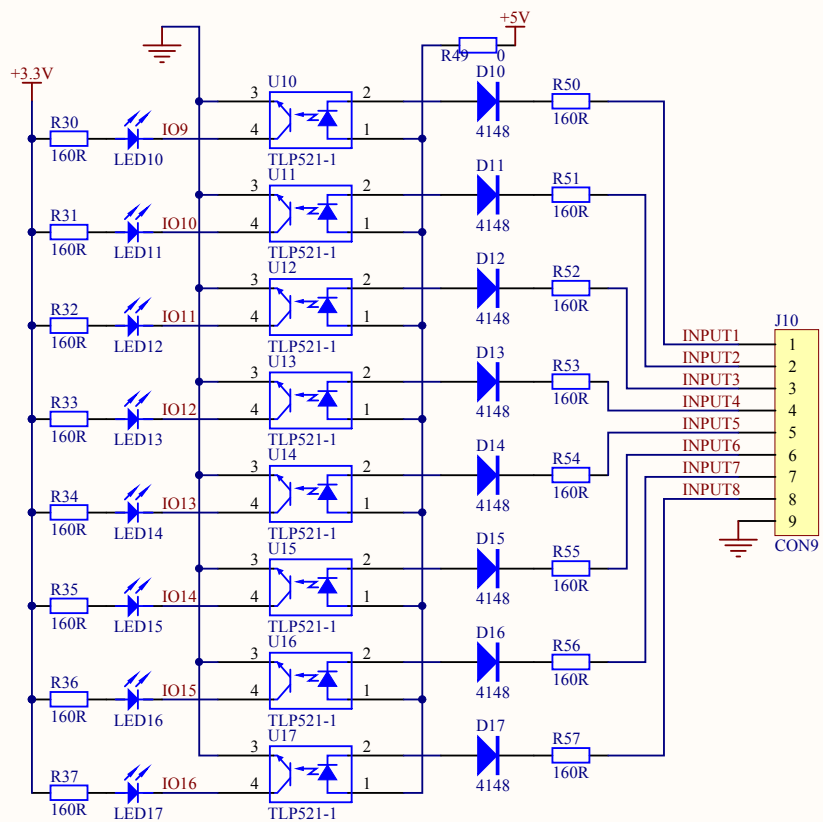 +5V
R49 0
+3.3V
U10
3 2
4 1
TLP521-1
D10
4148
R50
160R
R30
160R
LED10
IO9
U11
3 2
4 1
TLP521-1
D11
4148
R51
160R
R31
160R
LED11
IO10
U12
3 2
4 1
TLP521-1
D12
4148
R52
160R
R32
160R
LED12
IO11
U13
3 2
4 1
TLP521-1
D13
4148
R53
160R
R33
160R
LED13
IO12
U14
3 2
4 1
TLP521-1
D14
4148
R54
160R
R34
160R
LED14
IO13
U15
3 2
4 1
TLP521-1
D15
4148
R55
160R
R35
160R
LED15
IO14
U16
3 2
4 1
TLP521-1
D16
4148
R56
160R
R36
160R
LED16
IO15
U17
3 2
4 1
TLP521-1
D17
4148
R57
160R
R37
160R
LED17
IO16
J10
INPUT1 1
INPUT2 2
INPUT3 3
INPUT4 4
INPUT5 5
INPUT6 6
INPUT7 7
INPUT8 8
9
CON9